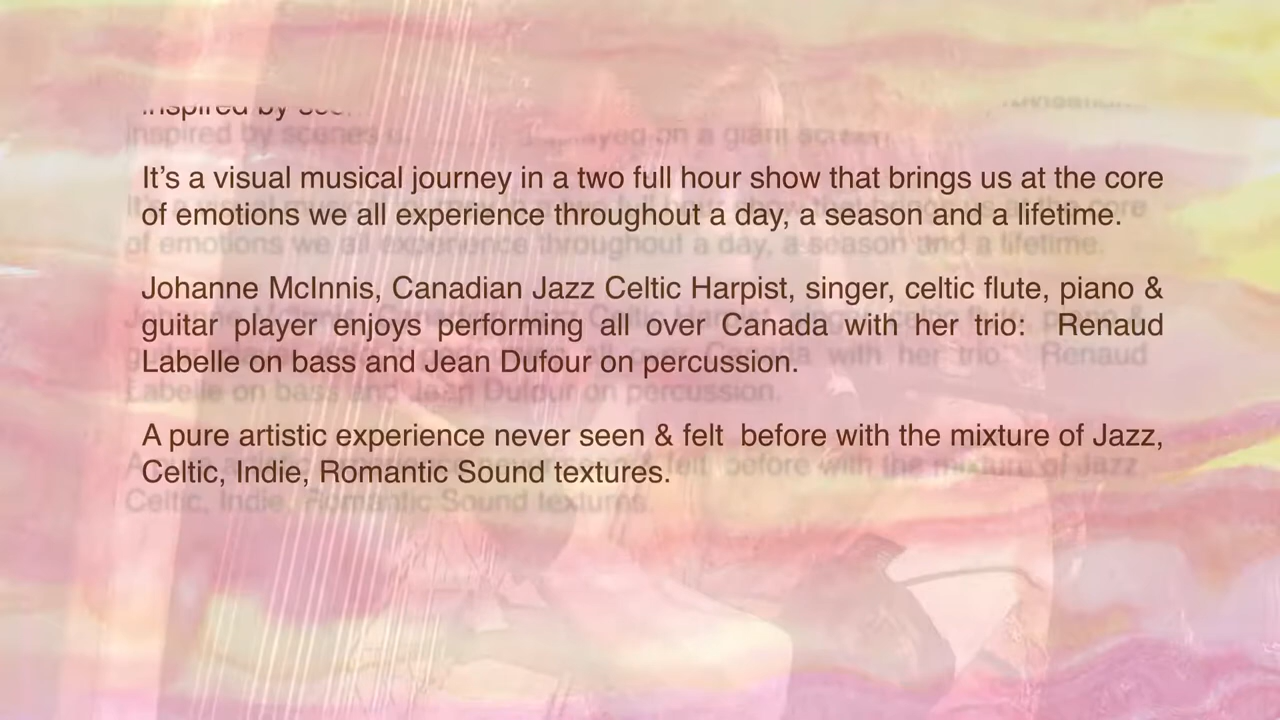 inspired by
It's a visual musical journey in a two full hour show that brings us at the core
of emotions we all experience throughout a day, a season and a lifetime.
Johanne McInnis, Canadian Jazz Celtic Harpist, singer, celtic flute, piano &
guitar player enjoys performing all over Canada with her trio:  Renaud
Labelle on bass and Jean Dufour on percussion.
A pure artistic experience never seen & felt  before with the mixture of Jazz,
Celtic, Indie, Romantic Sound textures.